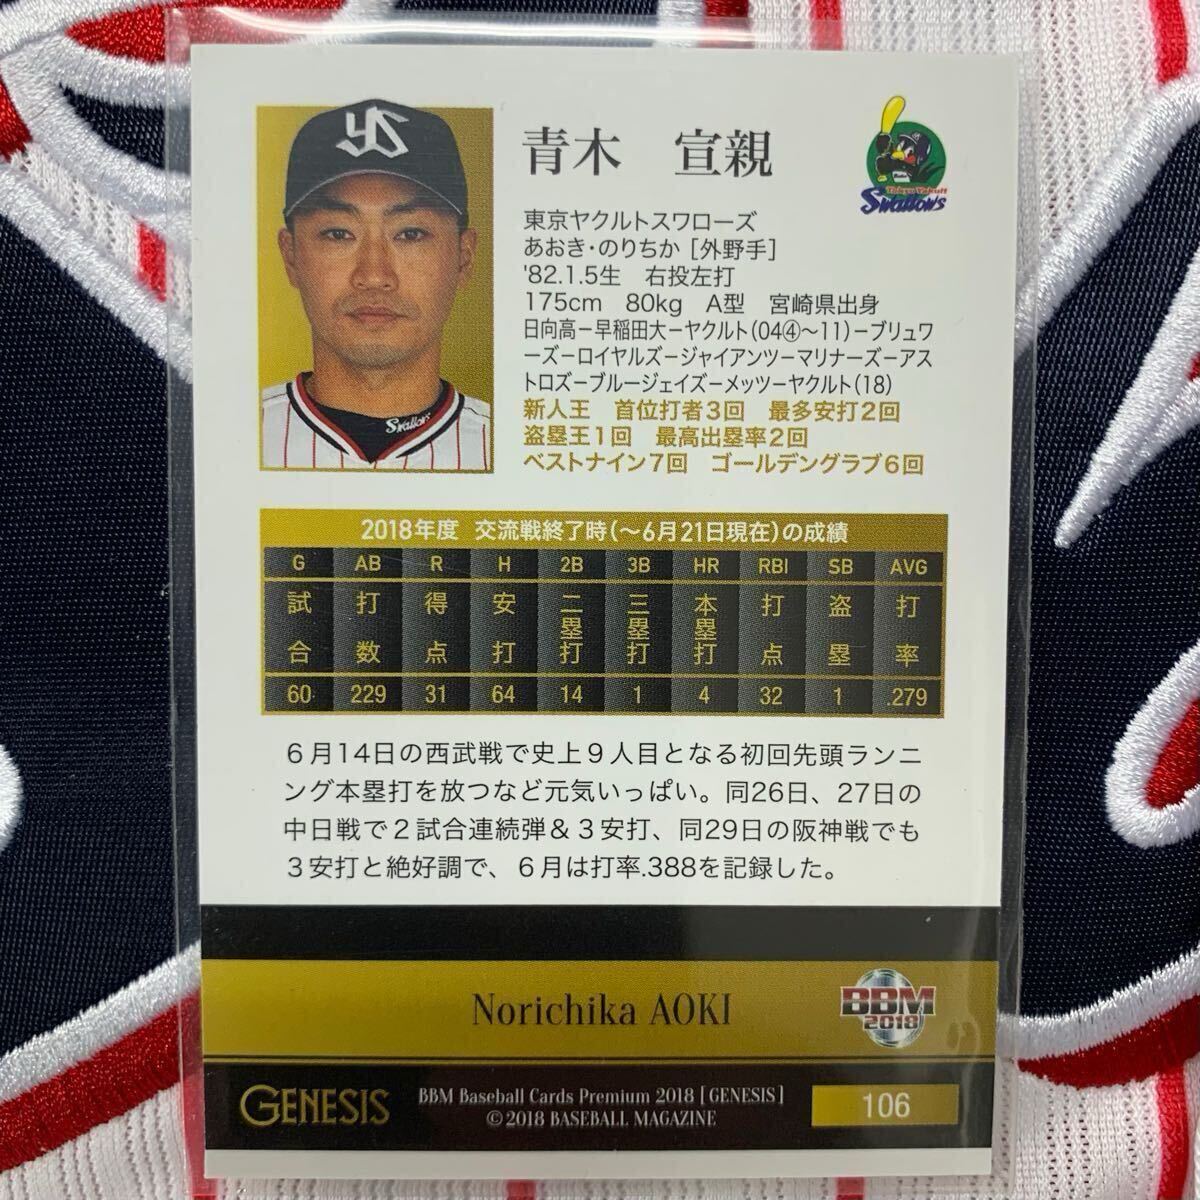 YS
Swallows
青木　宣親
Tokyo Yakult
Swallows
東京ヤクルトスワローズ
あおき・のりちか［外野手］
'82.1.5生　右投左打
175cm　80kg　A型　宮崎県出身
日向高ー早稲田大ーヤクルト(04④〜11)ーブリュワ
ーズーロイヤルズージャイアンツーマリナーズーアス
トロズーブルージェイズーメッツーヤクルト(18)
新人王　首位打者3回　最多安打2回
盗塁王1回　最高出塁率2回
ベストナイン7回　ゴールデングラブ6回
2018年度　交流戦終了時(〜6月21日現在)の成績
G AB R H 2B 3B HR RBI SB AVG
試合 打数 得点 安打 二塁打 三塁打 本塁打 打点 盗塁 打率
60 229 31 64 14 1 4 32 1 .279
６月14日の西武戦で史上９人目となる初回先頭ランニ
ング本塁打を放つなど元気いっぱい。同26日、27日の
中日戦で２試合連続弾＆３安打、同29日の阪神戦でも
３安打と絶好調で、６月は打率.388を記録した。
Norichika AOKI
BBM
2018
GENESIS
BBM Baseball Cards Premium 2018 [GENESIS]
©2018 BASEBALL MAGAZINE
106